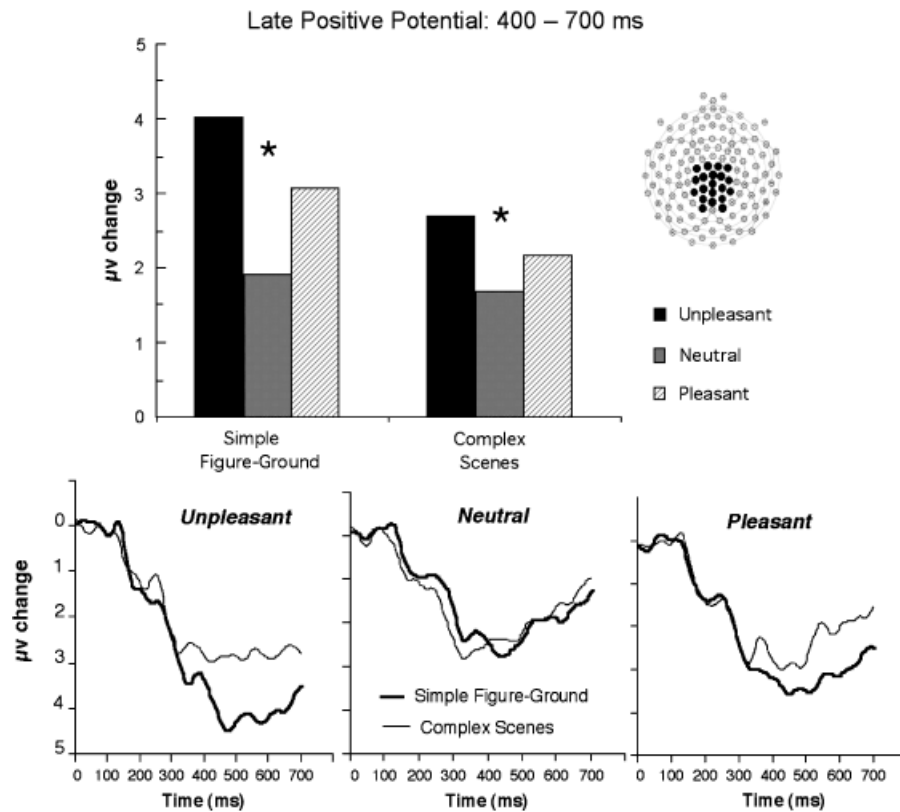 Late Positive Potential: 400 – 700 ms
5
4
3
2
1
0
µv change
*
*
Simple
Figure-Ground
Complex
Scenes
Unpleasant
Neutral
Pleasant
Unpleasant
0
1
2
3
4
5
µv change
0 100 200 300 400 500 600 700
Time (ms)
Neutral
Simple Figure-Ground
Complex Scenes
0 100 200 300 400 500 600 700
Time (ms)
Pleasant
0 100 200 300 400 500 600 700
Time (ms)